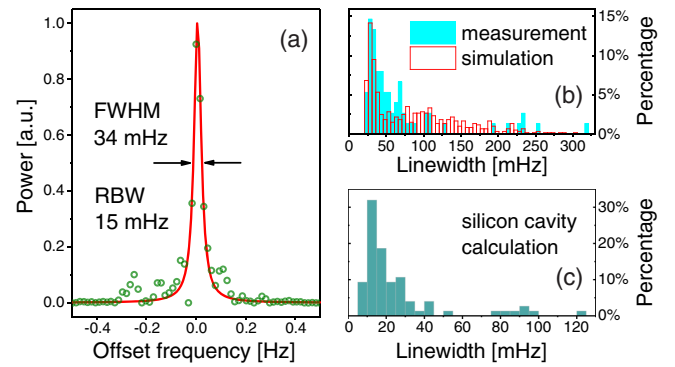 (a)
FWHM
34 mHz
RBW
15 mHz
Power [a.u.]
1.0
0.8
0.6
0.4
0.2
0.0
-0.4 -0.2 0.0 0.2 0.4
Offset frequency [Hz]
measurement
simulation
(b)
15%
10%
5%
0%
Percentage
0 50 100 150 200 250 300
Linewidth [mHz]
silicon cavity
calculation
(c)
30%
20%
10%
0%
Percentage
0 20 40 60 80 100 120
Linewidth [mHz]